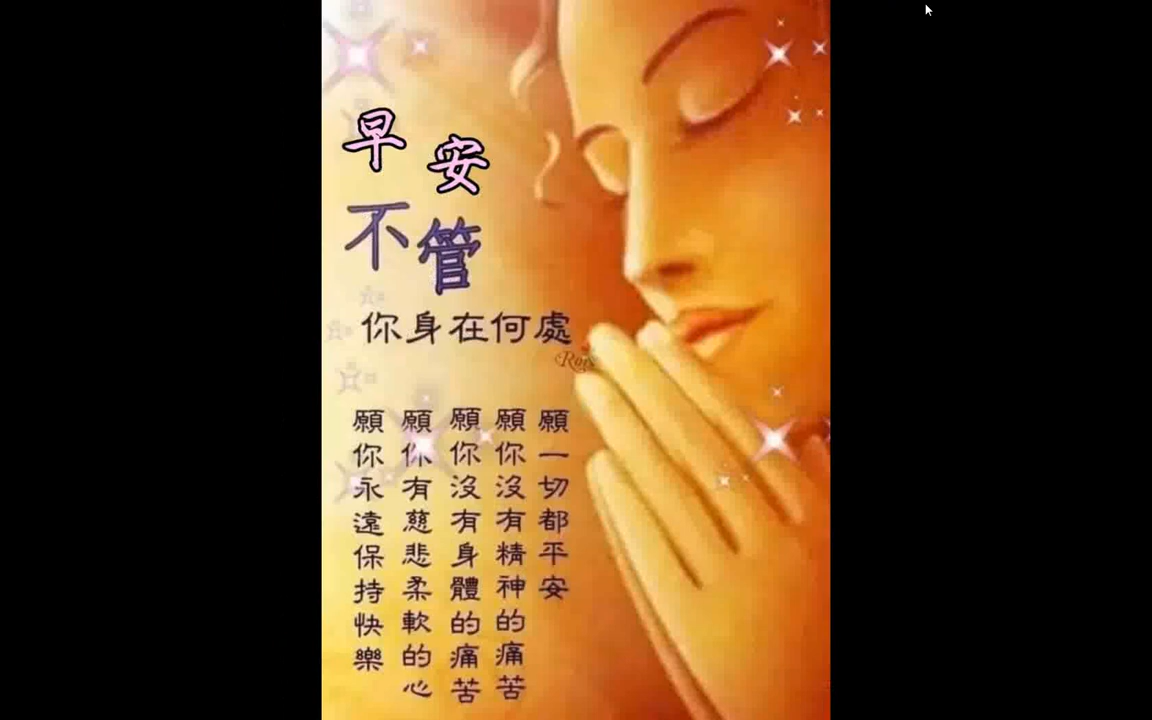 早安
不管
你身在何處
願一切都平安
願你沒有精神的痛苦
願你沒有身體的痛苦
願你有慈悲柔軟的心
願你永遠保持快樂